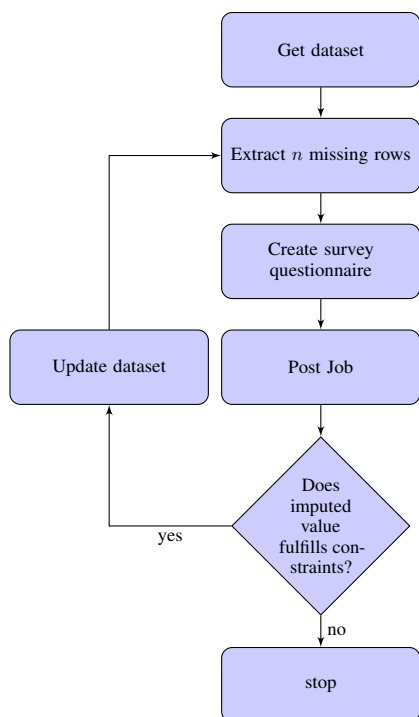 Get dataset
Extract n missing rows
Create survey
questionnaire
Update dataset
Post Job
Does
imputed
value
fulfills con-
straints?
yes
no
stop